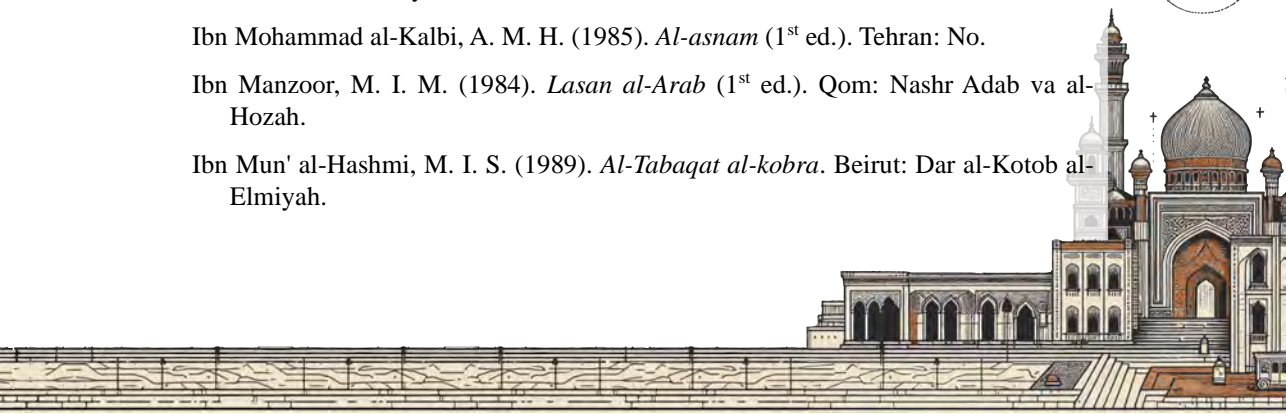 Ibn Mohammad al-Kalbi, A. M. H. (1985). Al-asnam (1st ed.). Tehran: No.
Ibn Manzoor, M. I. M. (1984). Lasan al-Arab (1st ed.). Qom: Nashr Adab va al-
Hozah.
Ibn Mun' al-Hashmi, M. I. S. (1989). Al-Tabaqat al-kobra. Beirut: Dar al-Kotob al-
Elmiyah.